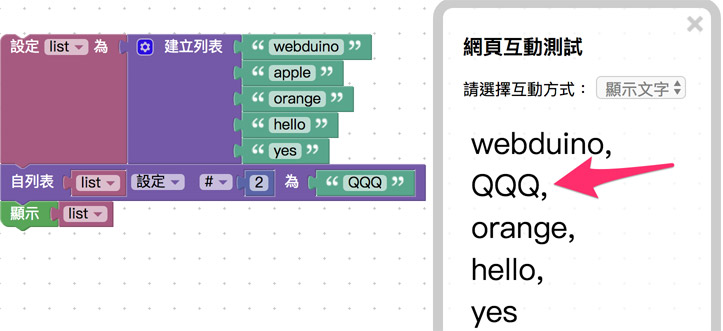 設定 list 為 建立列表 “ webduino ”
“ apple ”
“ orange ”
“ hello ”
“ yes ”
自列表 list 設定 # 2 為 “ QQQ ”
顯示 list
網頁互動測試
請選擇互動方式： 顯示文字
webduino,
QQQ,
orange,
hello,
yes